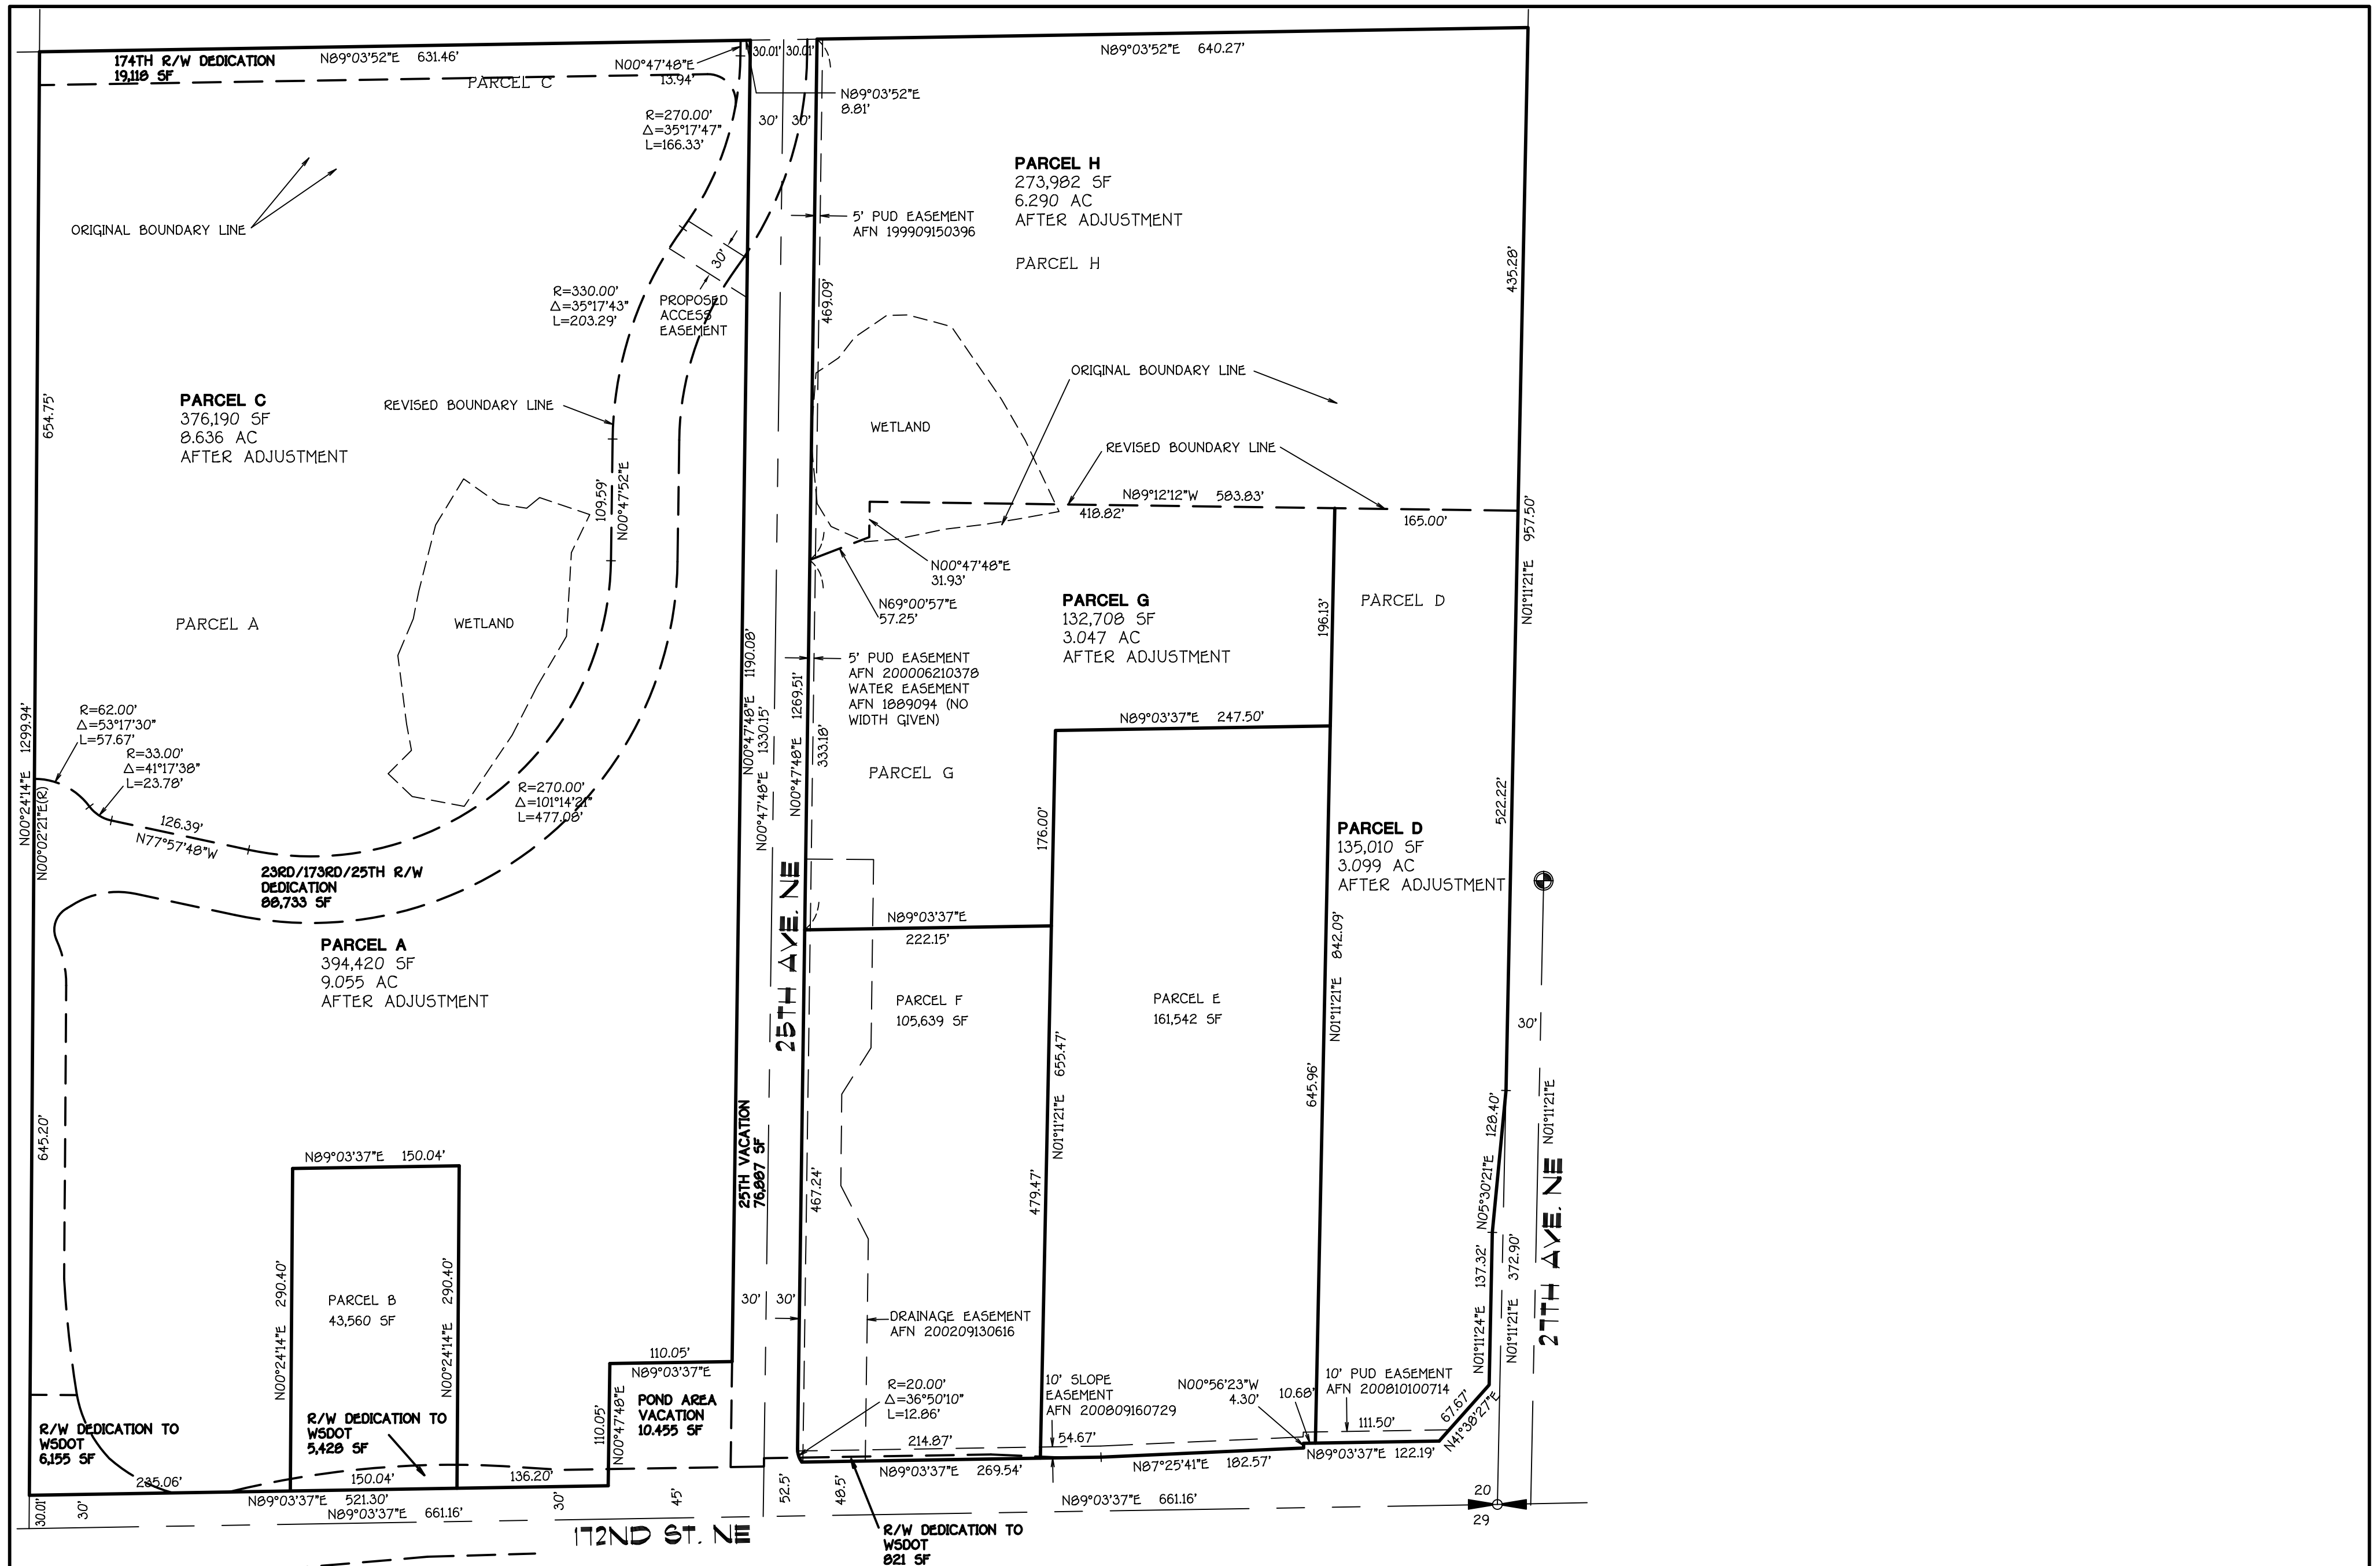 174TH R/W DEDICATION
19,118 SF
N89°03'52"E 631.46'
PARCEL C
N00°47'48"E
13.94'
30.01' 30.01'
N89°03'52"E
8.81'
30' 30'
N89°03'52"E 640.27'
R=270.00'
Δ=35°17'47"
L=166.33'
PARCEL H
273,982 SF
6.290 AC
AFTER ADJUSTMENT
PARCEL H
ORIGINAL BOUNDARY LINE
5' PUD EASEMENT
AFN 199909150396
30'
435.28'
R=330.00'
Δ=35°17'43"
L=203.29'
PROPOSED
ACCESS
EASEMENT
469.09'
ORIGINAL BOUNDARY LINE
654.75'
PARCEL C
376,190 SF
8.636 AC
AFTER ADJUSTMENT
REVISED BOUNDARY LINE
WETLAND
REVISED BOUNDARY LINE
109.59'
N00°47'52"E
N89°12'12"W 583.83'
418.82'
165.00'
N01°11'21"E 957.50'
N00°47'48"E
31.93'
N69°00'57"E
57.25'
PARCEL A
WETLAND
PARCEL G
132,708 SF
3.047 AC
AFTER ADJUSTMENT
196.13'
PARCEL D
5' PUD EASEMENT
AFN 200006210378
WATER EASEMENT
AFN 1889094 (NO
WIDTH GIVEN)
N00°47'48"E 1190.08'
N00°47'48"E 1330.15'
N00°47'48"E 1269.51'
333.18'
N89°03'37"E 247.50'
R=62.00'
Δ=53°17'30"
L=57.67'
R=33.00'
Δ=41°17'38"
L=23.78'
N00°24'14"E 1299.94'
N00°02'21"E(R)
126.39'
N77°57'48"W
R=270.00'
Δ=101°14'21"
L=477.08'
PARCEL G
176.00'
522.22'
PARCEL D
135,010 SF
3.099 AC
AFTER ADJUSTMENT
23RD/173RD/25TH R/W
DEDICATION
88,733 SF
25TH AVE. NE
N89°03'37"E
222.15'
N01°11'21"E 842.09'
PARCEL A
394,420 SF
9.055 AC
AFTER ADJUSTMENT
PARCEL F
105,639 SF
PARCEL E
161,542 SF
30'
N01°11'21"E 655.47'
645.96'
N01°11'21"E
645.20'
N89°03'37"E 150.04'
25TH VACATION
76,887 SF
467.24'
479.47'
N05°30'21"E 128.40'
27TH AVE. NE
N00°24'14"E 290.40'
PARCEL B
43,560 SF
N00°24'14"E 290.40'
30' 30'
DRAINAGE EASEMENT
AFN 200209130616
N01°11'24"E 137.32'
N01°11'21"E 372.90'
110.05'
N89°03'37"E
110.05'
N00°47'48"E
POND AREA
VACATION
10.455 SF
R=20.00'
Δ=36°50'10"
L=12.86'
10' SLOPE
EASEMENT
AFN 200809160729
N00°56'23"W
4.30'
10.68'
10' PUD EASEMENT
AFN 200810100714
111.50'
67.67'
N41°38'27"E
R/W DEDICATION TO
WSDOT
6,155 SF
R/W DEDICATION TO
WSDOT
5,428 SF
214.87'
54.67'
235.06'
150.04'
136.20'
N89°03'37"E 269.54'
N87°25'41"E 182.57'
N89°03'37"E 122.19'
N89°03'37"E 521.30'
N89°03'37"E 661.16'
30.01'
30'
30'
45'
52.5'
48.5'
N89°03'37"E 661.16'
20
29
172ND ST. NE
R/W DEDICATION TO
WSDOT
821 SF